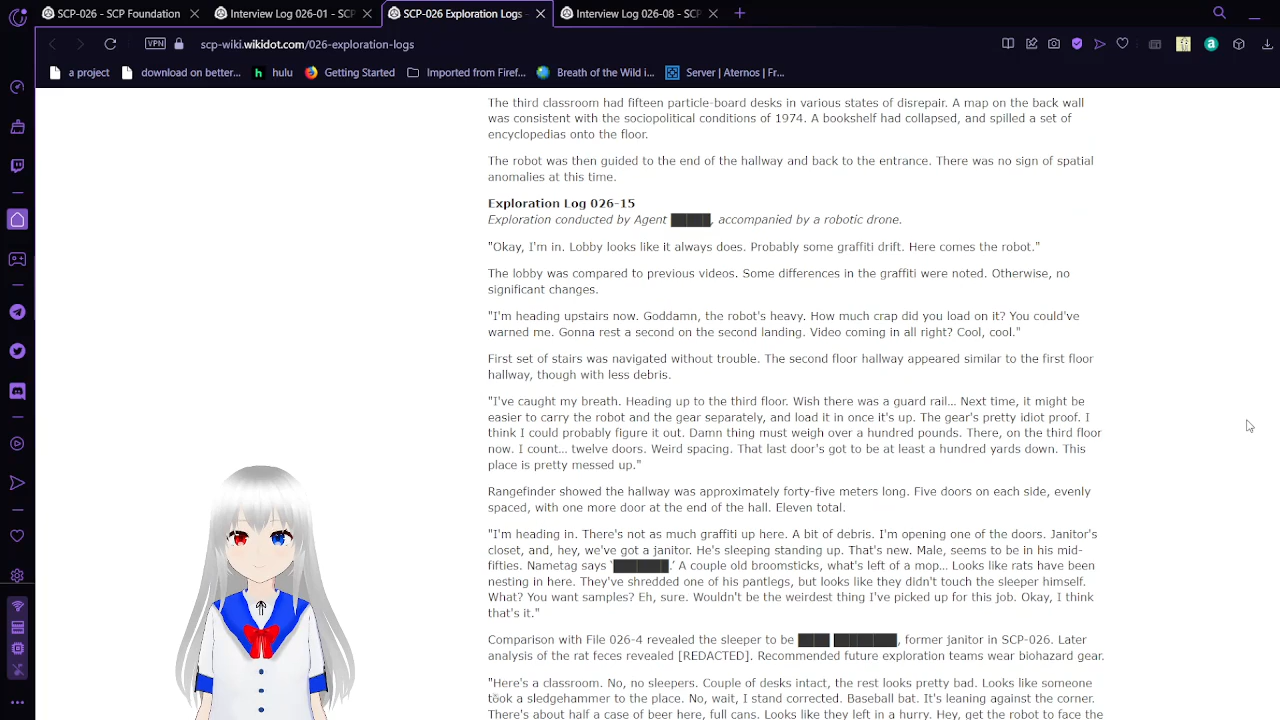 SCP-026 - SCP Foundation
Interview Log 026-01 - SCP
SCP-026 Exploration Logs -
Interview Log 026-08 - SCP
VPN
scp-wiki.wikidot.com/026-exploration-logs
a project
download on better...
hulu
Getting Started
Imported from Firef...
Breath of the Wild i...
Server | Aternos | Fr...
The third classroom had fifteen particle-board desks in various states of disrepair. A map on the back wall
was consistent with the sociopolitical conditions of 1974. A bookshelf had collapsed, and spilled a set of
encyclopedias onto the floor.
The robot was then guided to the end of the hallway and back to the entrance. There was no sign of spatial
anomalies at this time.
Exploration Log 026-15
Exploration conducted by Agent █████, accompanied by a robotic drone.
"Okay, I'm in. Lobby looks like it always does. Probably some graffiti drift. Here comes the robot."
The lobby was compared to previous videos. Some differences in the graffiti were noted. Otherwise, no
significant changes.
"I'm heading upstairs now. Goddamn, the robot's heavy. How much crap did you load on it? You could've
warned me. Gonna rest a second on the second landing. Video coming in all right? Cool, cool."
First set of stairs was navigated without trouble. The second floor hallway appeared similar to the first floor
hallway, though with less debris.
"I've caught my breath. Heading up to the third floor. Wish there was a guard rail... Next time, it might be
easier to carry the robot and the gear separately, and load it in once it's up. The gear's pretty idiot proof. I
think I could probably figure it out. Damn thing must weigh over a hundred pounds. There, on the third floor
now. I count... twelve doors. Weird spacing. That last door's got to be at least a hundred yards down. This
place is pretty messed up."
Rangefinder showed the hallway was approximately forty-five meters long. Five doors on each side, evenly
spaced, with one more door at the end of the hall. Eleven total.
"I'm heading in. There's not as much graffiti up here. A bit of debris. I'm opening one of the doors. Janitor's
closet, and, hey, we've got a janitor. He's sleeping standing up. That's new. Male, seems to be in his mid-
fifties. Nametag says '███████.' A couple old broomsticks, what's left of a mop... Looks like rats have been
nesting in here. They've shredded one of his pantlegs, but looks like they didn't touch the sleeper himself.
What? You want samples? Eh, sure. Wouldn't be the weirdest thing I've picked up for this job. Okay, I think
that's it."
Comparison with File 026-4 revealed the sleeper to be ████ ████████, former janitor in SCP-026. Later
analysis of the rat feces revealed [REDACTED]. Recommended future exploration teams wear biohazard gear.
"Here's a classroom. No, no sleepers. Couple of desks intact, the rest looks pretty bad. Looks like someone
took a sledgehammer to the place. No, wait, I stand corrected. Baseball bat. It's leaning against the corner.
There's about half a case of beer here, full cans. Looks like they left in a hurry. Hey, get the robot to face the